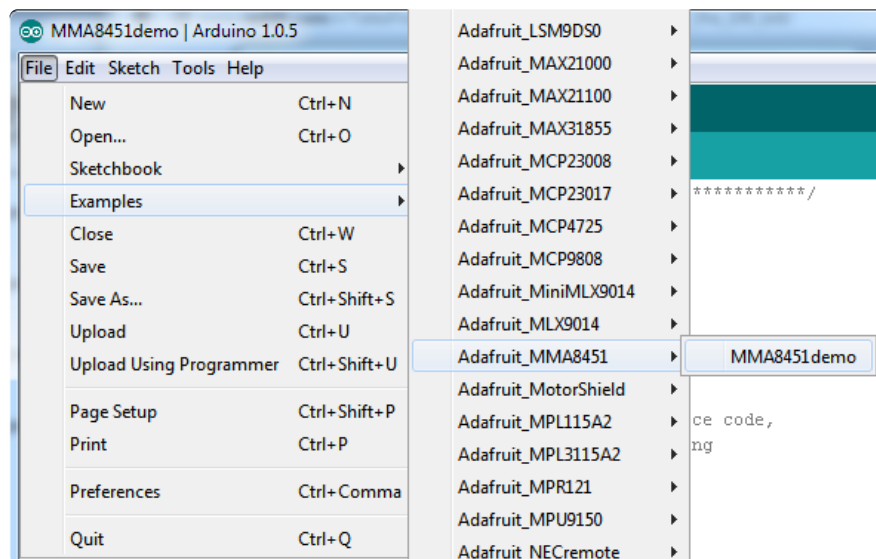 MMA8451demo | Arduino 1.0.5
File Edit Sketch Tools Help
New Ctrl+N
Open... Ctrl+O
Sketchbook
Examples
Close Ctrl+W
Save Ctrl+S
Save As... Ctrl+Shift+S
Upload Ctrl+U
Upload Using Programmer Ctrl+Shift+U
Page Setup Ctrl+Shift+P
Print Ctrl+P
Preferences Ctrl+Comma
Quit Ctrl+Q
Adafruit_LSM9DS0
Adafruit_MAX21000
Adafruit_MAX21100
Adafruit_MAX31855
Adafruit_MCP23008
Adafruit_MCP23017
Adafruit_MCP4725
Adafruit_MCP9808
Adafruit_MiniMLX9014
Adafruit_MLX9014
Adafruit_MMA8451
Adafruit_MotorShield
Adafruit_MPL115A2
Adafruit_MPL3115A2
Adafruit_MPR121
Adafruit_MPU9150
Adafruit_NECremote
MMA8451demo
***********/
ce code,
ng